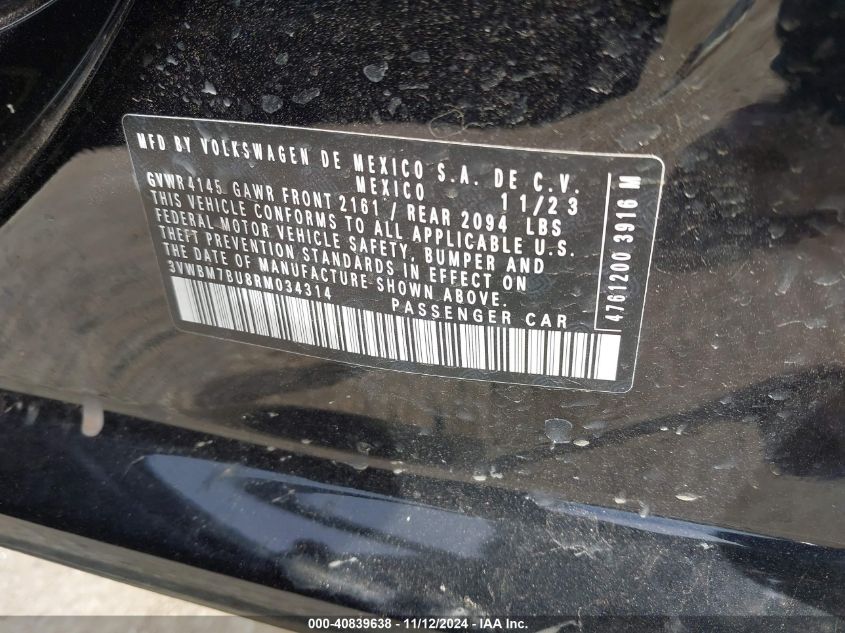 MFD BY VOLKSWAGEN DE MEXICO S.A. DE C.V.
MEXICO 11/23
GVWR4145 GAWR FRONT 2161 / REAR 2094 LBS
THIS VEHICLE CONFORMS TO ALL APPLICABLE U.S.
FEDERAL MOTOR VEHICLE SAFETY, BUMPER AND
THEFT PREVENTION STANDARDS IN EFFECT ON
THE DATE OF MANUFACTURE SHOWN ABOVE.
3VWBM7BU8RM034314 PASSENGER CAR
4761200 3916 M
000-40839638 - 11/12/2024 - © IAA Inc.